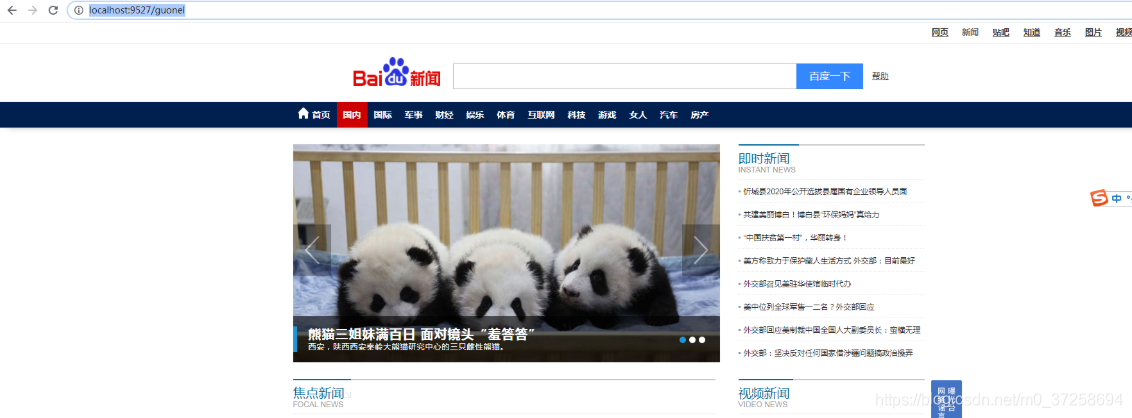 localhost:9527/guonei
网页 新闻 贴吧 知道 音乐 图片 视频
Bai du 新闻
百度一下 帮助
首页 国内 国际 军事 财经 娱乐 体育 互联网 科技 游戏 女人 汽车 房产
即时新闻
INSTANT NEWS
忻城县2020年公开选拔县属国有企业领导人员面
共建美丽博白！博白县“环保妈妈”真给力
“中国扶贫第一村”，华丽转身！
美方称致力于保护
人生活方式 外交部：目前最好
外交部召见美驻华使馆临时代办
美中位列全球军售一二名？外交部回应
外交部回应美制裁中国全国人大副委员长：蛮横无理
外交部：坚决反对任何国家借涉疆问题搞政治操弄
熊猫三姐妹满百日 面对镜头“羞答答”
西安，陕西西安秦岭大熊猫研究中心的三只雌性熊猫。
焦点新闻
FOCAL NEWS
视频新闻
VIDEO NEWS
中
https://blog.csdn.net/m0_37258694